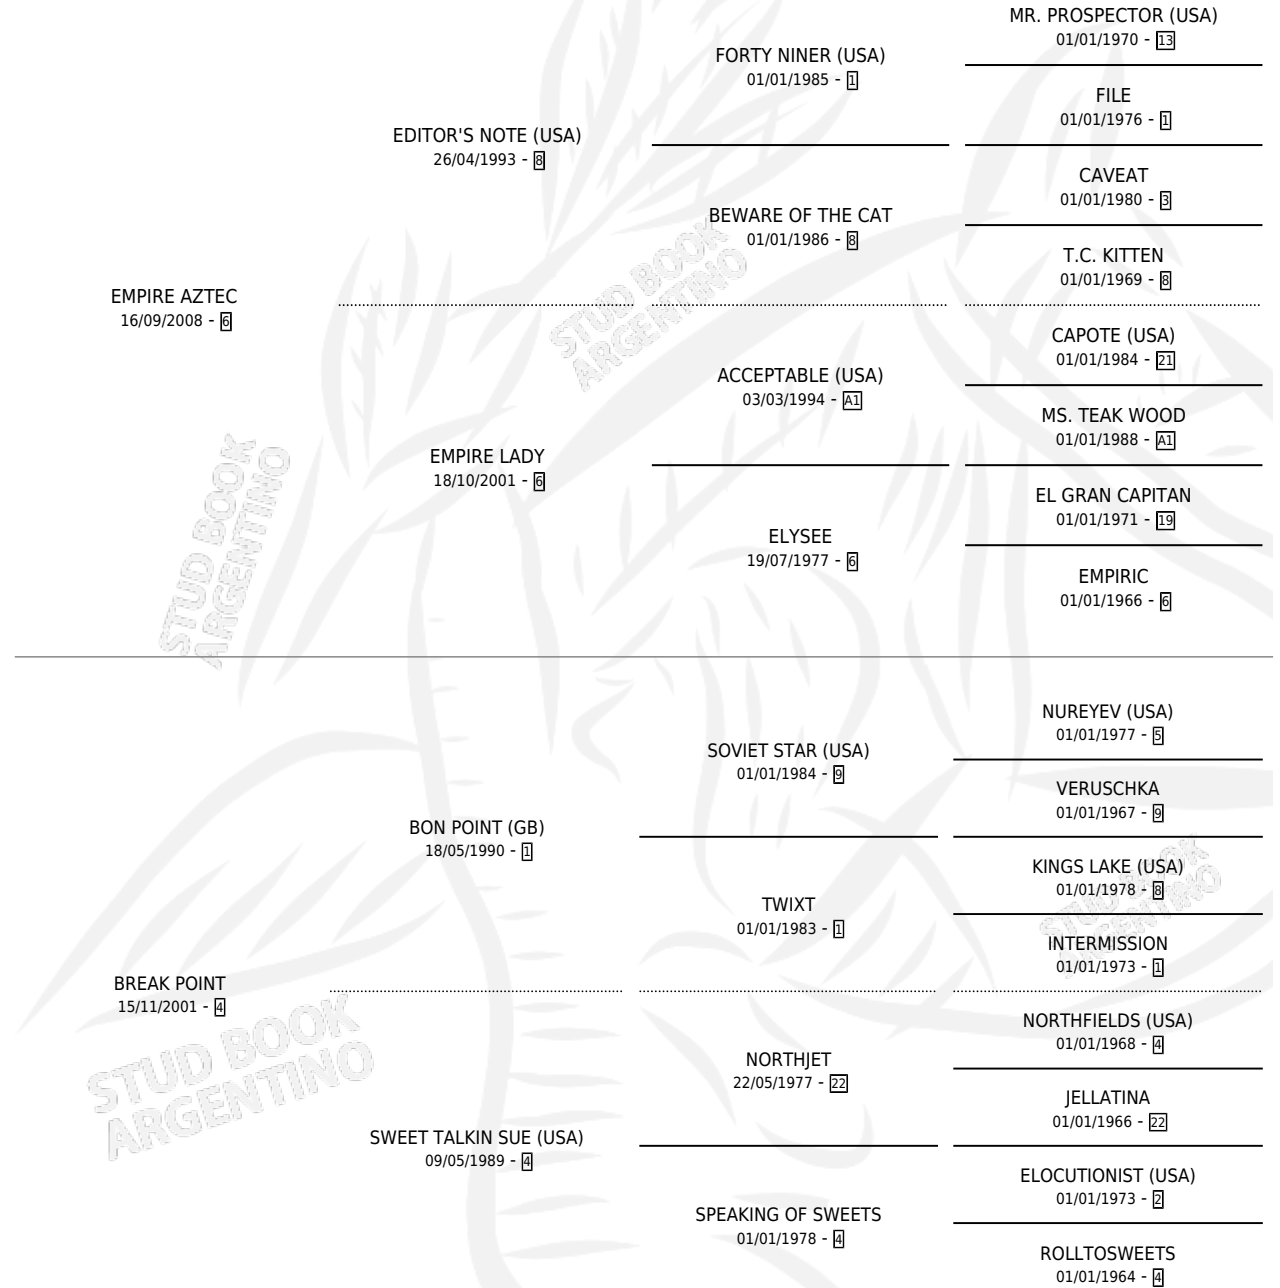 MR. PROSPECTOR (USA)
01/01/1970 - 13
FORTY NINER (USA)
01/01/1985 - 1
FILE
01/01/1976 - 1
EDITOR'S NOTE (USA)
26/04/1993 - 8
CAVEAT
01/01/1980 - 3
BEWARE OF THE CAT
01/01/1986 - 8
T.C. KITTEN
01/01/1969 - 8
EMPIRE AZTEC
16/09/2008 - 6
CAPOTE (USA)
01/01/1984 - 21
ACCEPTABLE (USA)
03/03/1994 - A1
MS. TEAK WOOD
01/01/1988 - A1
EMPIRE LADY
18/10/2001 - 6
EL GRAN CAPITAN
01/01/1971 - 19
ELYSEE
19/07/1977 - 6
EMPIRIC
01/01/1966 - 6
STUD BOOK
ARGENTINO
STUD BOOK
ARGENTINO
NUREYEV (USA)
01/01/1977 - 5
SOVIET STAR (USA)
01/01/1984 - 9
VERUSCHKA
01/01/1967 - 9
BON POINT (GB)
18/05/1990 - 1
KINGS LAKE (USA)
01/01/1978 - 8
TWIXT
01/01/1983 - 1
INTERMISSION
01/01/1973 - 1
BREAK POINT
15/11/2001 - 4
NORTHFIELDS (USA)
01/01/1968 - 4
NORTHJET
22/05/1977 - 22
JELLATINA
01/01/1966 - 22
SWEET TALKIN SUE (USA)
09/05/1989 - 4
ELOCUTIONIST (USA)
01/01/1973 - 2
SPEAKING OF SWEETS
01/01/1978 - 4
ROLLTOSWEETS
01/01/1964 - 4
STUD BOOK
ARGENTINO
STUD BOOK
ARGENTINO